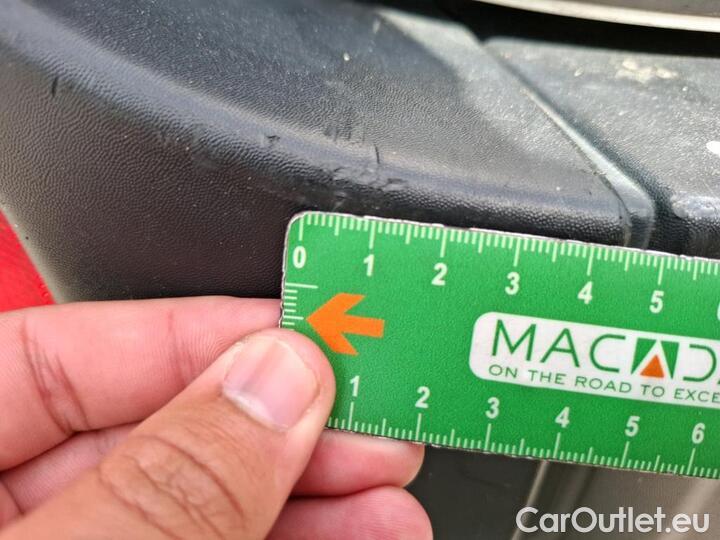 0 1 2 3 4 5
MACAD
ON THE ROAD TO EXCE
1 2 3 4 5 6
CarOutlet.eu